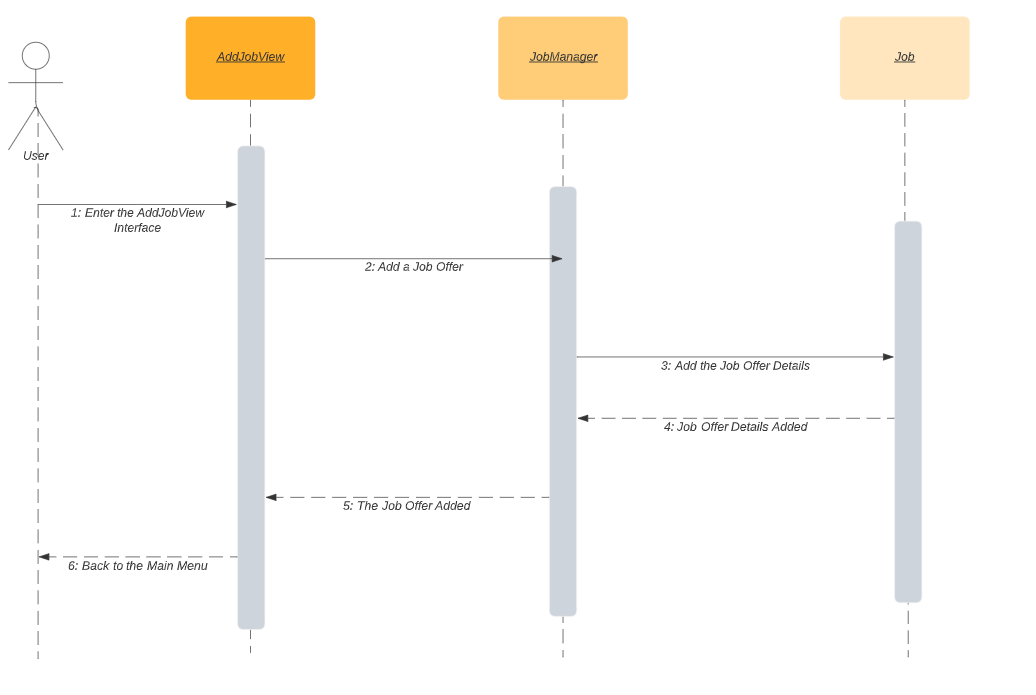 AddJobView
JobManager
Job
User
1: Enter the AddJobView
Interface
2: Add a Job Offer
3: Add the Job Offer Details
4: Job Offer Details Added
5: The Job Offer Added
6: Back to the Main Menu